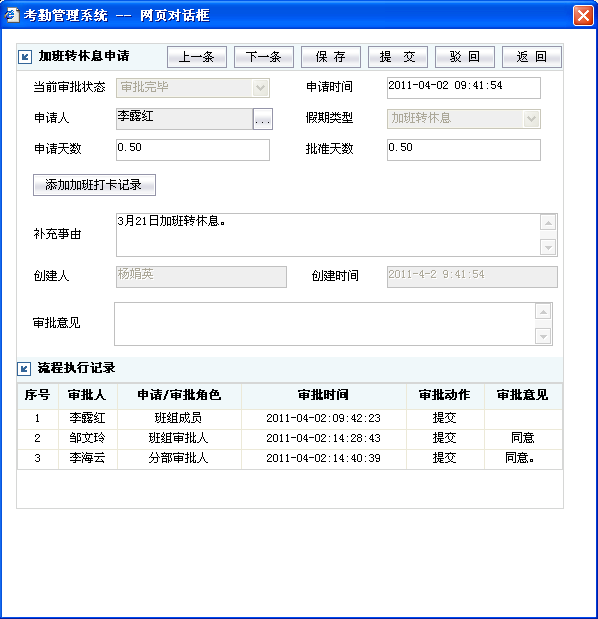 考勤管理系统 -- 网页对话框
加班转休息申请 上一条 下一条 保 存 提 交 驳 回 返 回
当前审批状态 审批完毕 申请时间 2011-04-02 09:41:54
申请人 李露红 ... 假期类型 加班转休息
申请天数 0.50 批准天数 0.50
添加加班打卡记录
补充事由 3月21日加班转休息。
创建人 杨娟英 创建时间 2011-4-2 9:41:54
审批意见
流程执行记录
序号 审批人 申请/审批角色 审批时间 审批动作 审批意见
1 李露红 班组成员 2011-04-02:09:42:23 提交
2 邹文玲 班组审批人 2011-04-02:14:28:43 提交 同意
3 李海云 分部审批人 2011-04-02:14:40:39 提交 同意。